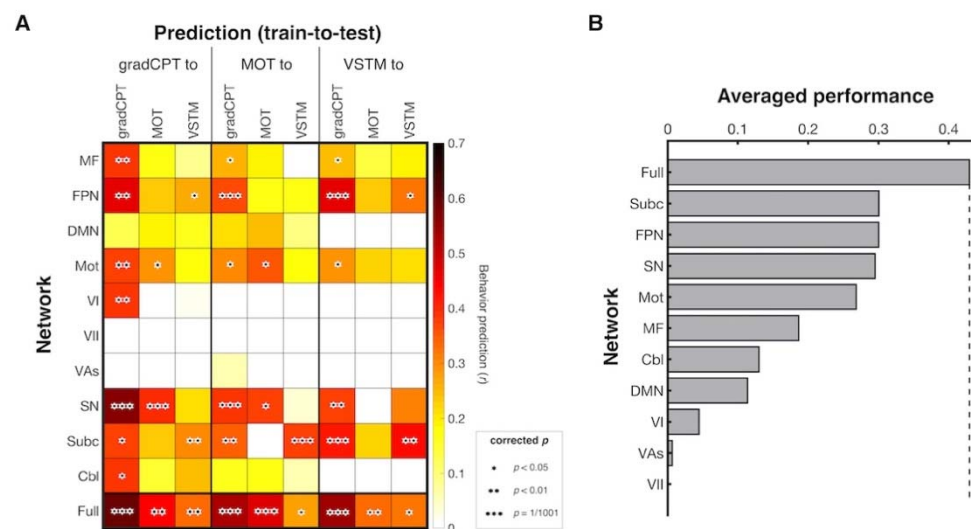 A
Prediction (train-to-test)
gradCPT to MOT to VSTM to
gradCPT MOT VSTM gradCPT MOT VSTM gradCPT MOT VSTM
Network
MF
FPN
DMN
Mot
VI
VII
VAs
SN
Subc
Cbl
Full
0.7
0.6
0.5
0.4
0.3
0.2
0.1
0
Behavior prediction (r)
corrected p
* p < 0.05
** p < 0.01
*** p = 1/1001
B
Averaged performance
0 0.1 0.2 0.3 0.4
Network
Full
Subc
FPN
SN
Mot
MF
Cbl
DMN
VI
VAs
VII